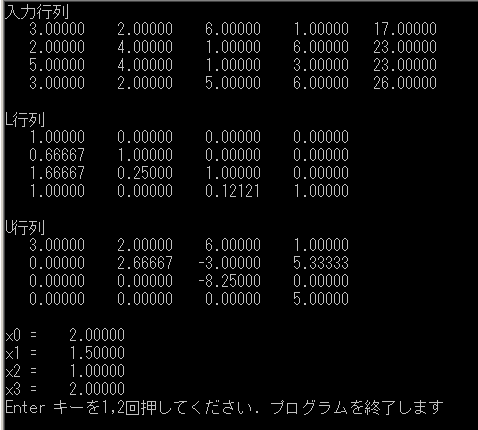 入力行列
3.00000 2.00000 6.00000 1.00000 17.00000
2.00000 4.00000 1.00000 6.00000 23.00000
5.00000 4.00000 1.00000 3.00000 23.00000
3.00000 2.00000 5.00000 6.00000 26.00000
L行列
1.00000 0.00000 0.00000 0.00000
0.66667 1.00000 0.00000 0.00000
1.66667 0.25000 1.00000 0.00000
1.00000 0.00000 0.12121 1.00000
U行列
3.00000 2.00000 6.00000 1.00000
0.00000 2.66667 -3.00000 5.33333
0.00000 0.00000 -8.25000 0.00000
0.00000 0.00000 0.00000 5.00000
x0 = 2.00000
x1 = 1.50000
x2 = 1.00000
x3 = 2.00000
Enter キーを1,2回押してください. プログラムを終了します